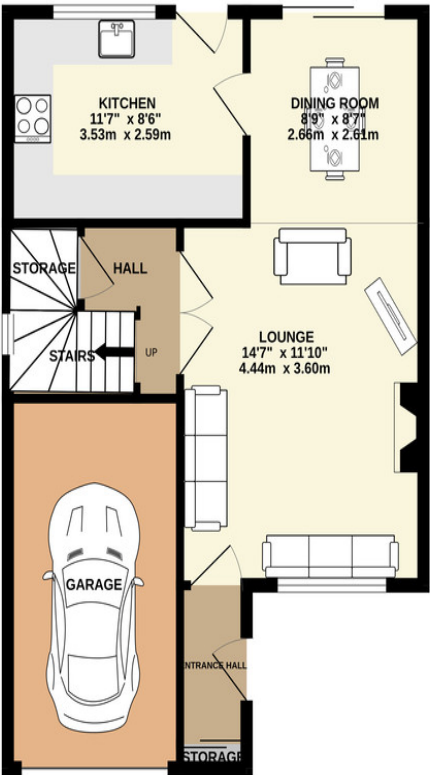 KITCHEN
11'7" x 8'6"
3.53m x 2.59m
DINING ROOM
8'9" x 8'7"
2.66m x 2.61m
STORAGE
HALL
STAIRS
UP
LOUNGE
14'7" x 11'10"
4.44m x 3.60m
GARAGE
ENTRANCE HALL
STORAGE